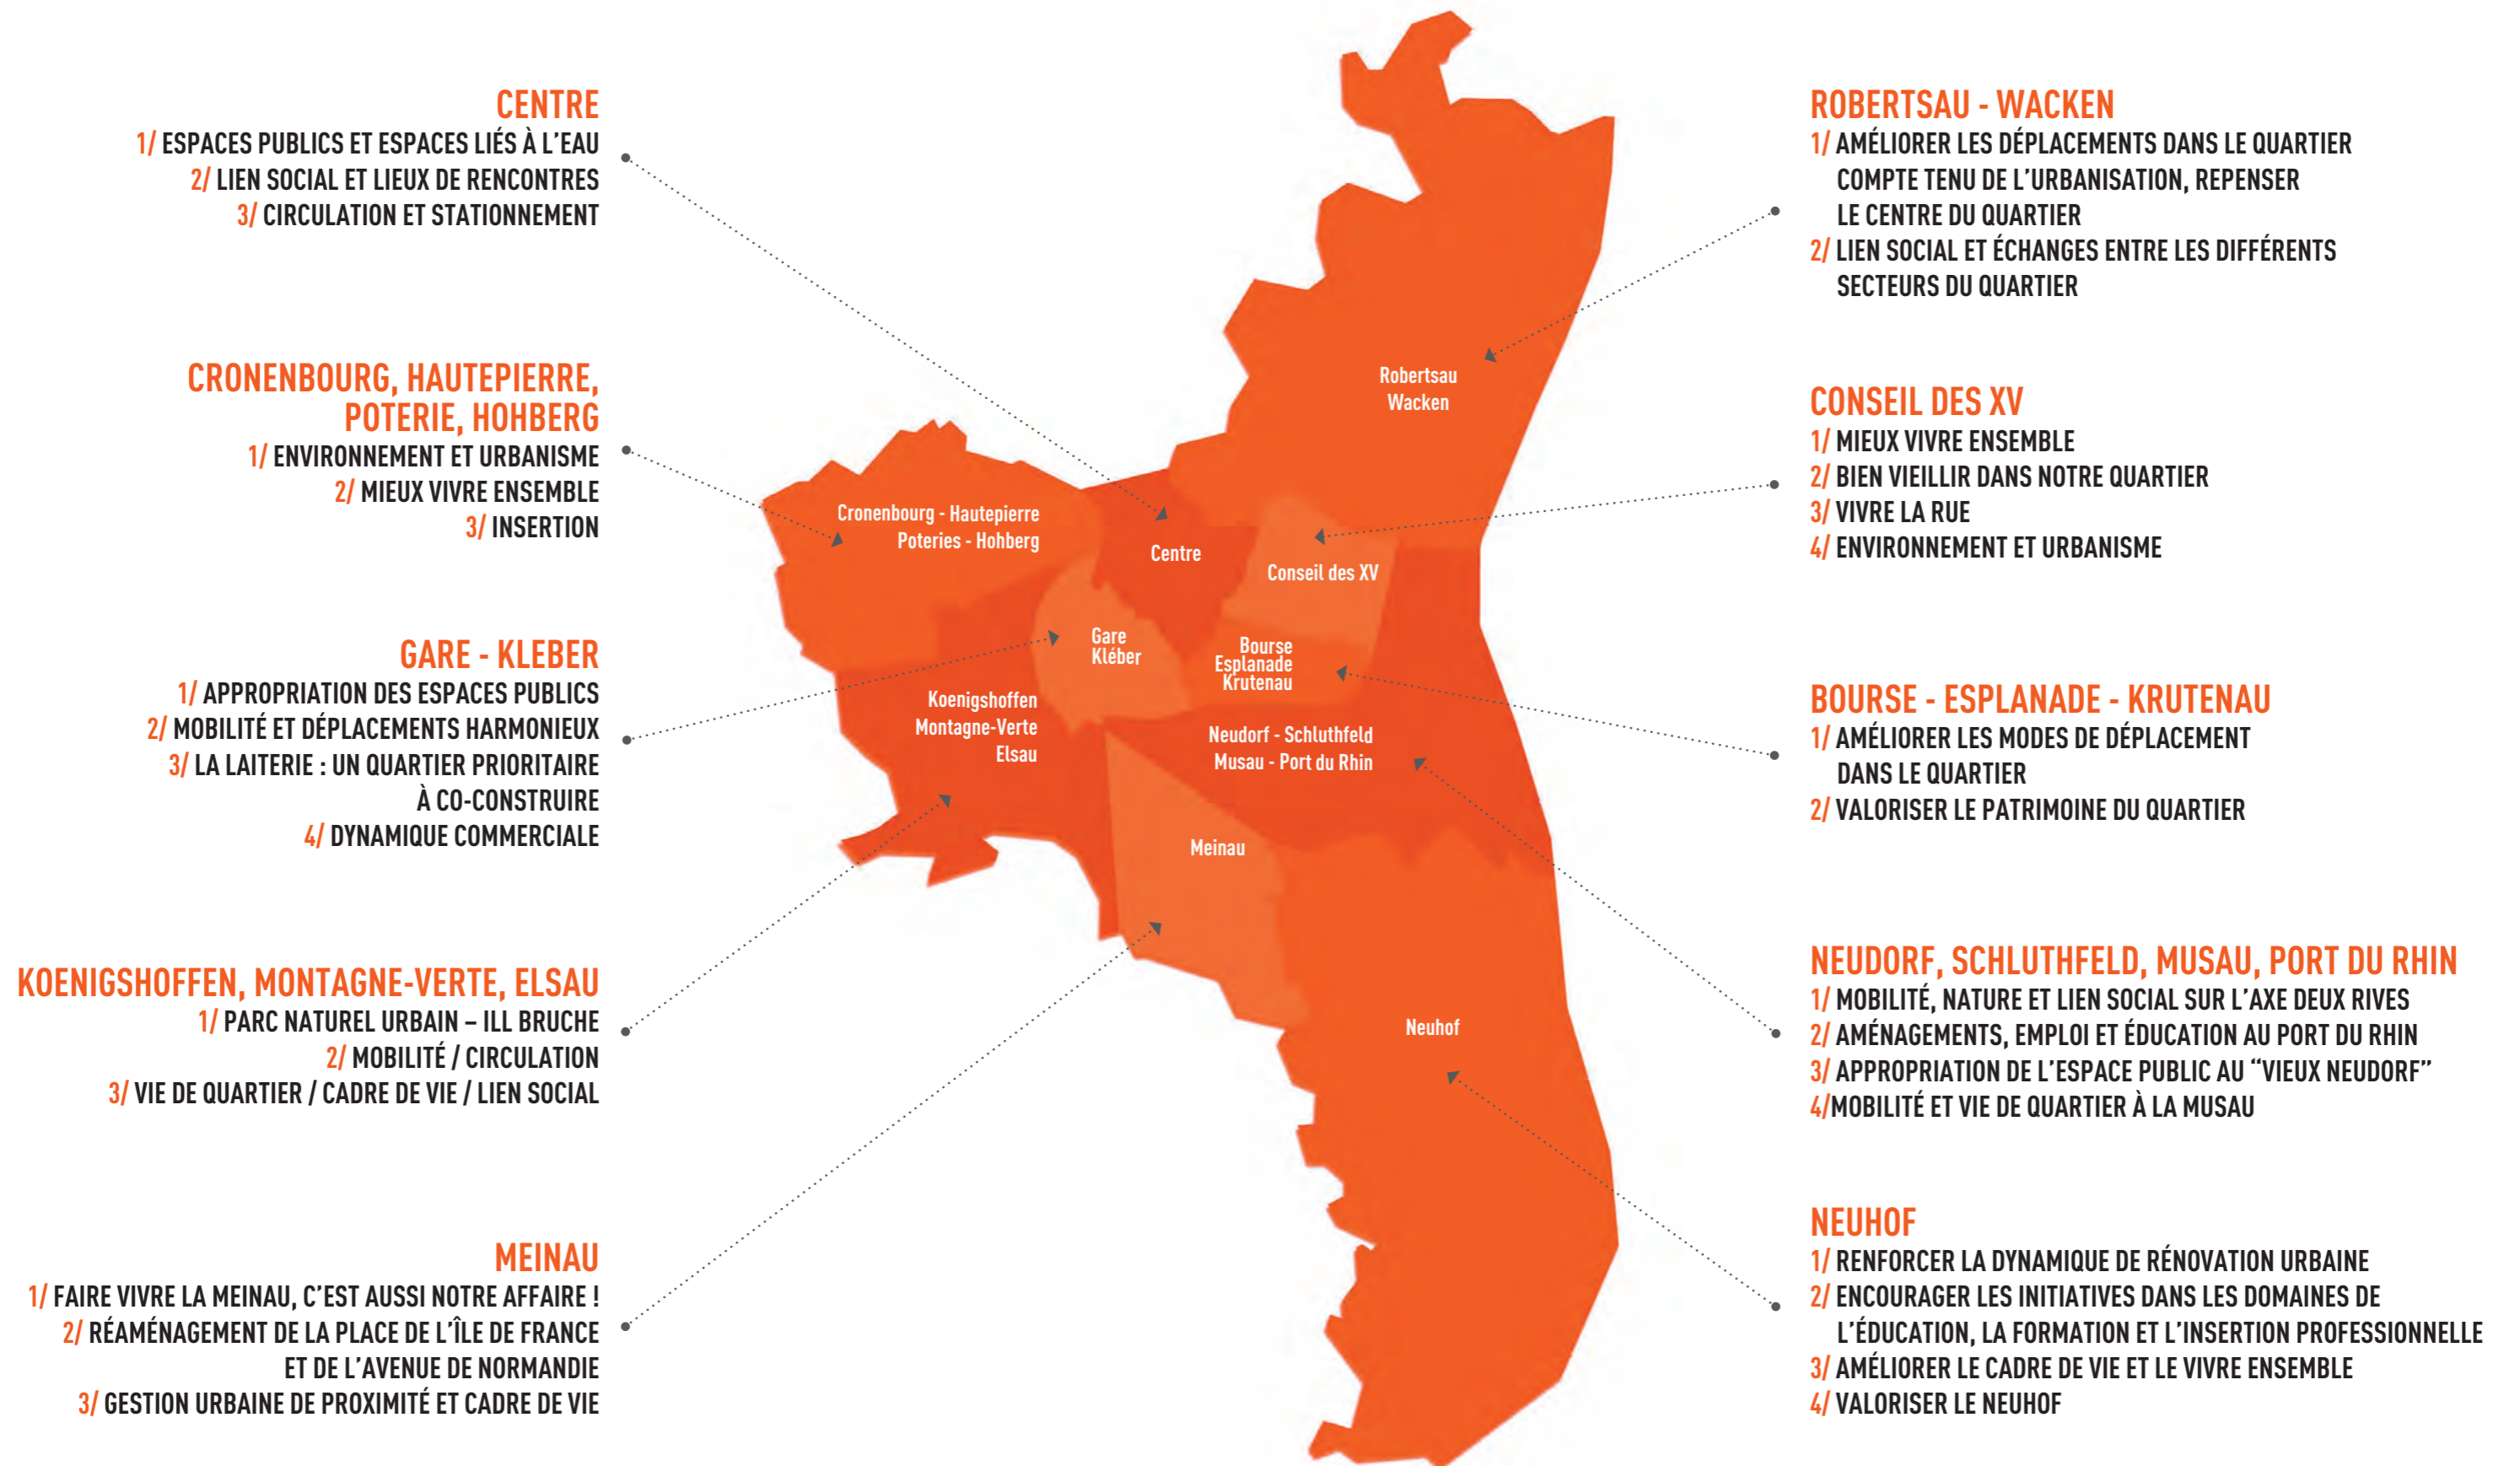 CENTRE
1/ ESPACES PUBLICS ET ESPACES LIÉS À L'EAU
2/ LIEN SOCIAL ET LIEUX DE RENCONTRES
3/ CIRCULATION ET STATIONNEMENT
CRONENBOURG, HAUTEPIERRE,
POTERIE, HOHBERG
1/ ENVIRONNEMENT ET URBANISME
2/ MIEUX VIVRE ENSEMBLE
3/ INSERTION
GARE - KLEBER
1/ APPROPRIATION DES ESPACES PUBLICS
2/ MOBILITÉ ET DÉPLACEMENTS HARMONIEUX
3/ LA LAITERIE : UN QUARTIER PRIORITAIRE
À CO-CONSTRUIRE
4/ DYNAMIQUE COMMERCIALE
KOENIGSHOFFEN, MONTAGNE-VERTE, ELSAU
1/ PARC NATUREL URBAIN – ILL BRUCHE
2/ MOBILITÉ / CIRCULATION
3/ VIE DE QUARTIER / CADRE DE VIE / LIEN SOCIAL
MEINAU
1/ FAIRE VIVRE LA MEINAU, C'EST AUSSI NOTRE AFFAIRE !
2/ RÉAMÉNAGEMENT DE LA PLACE DE L'ÎLE DE FRANCE
ET DE L'AVENUE DE NORMANDIE
3/ GESTION URBAINE DE PROXIMITÉ ET CADRE DE VIE
Robertsau
Wacken
Cronenbourg - Hautepierre
Poteries - Hohberg
Centre
Conseil des XV
Gare
Kléber
Bourse
Esplanade
Krutenau
Koenigshoffen
Montagne-Verte
Elsau
Neudorf - Schluthfeld
Musau - Port du Rhin
Meinau
Neuhof
ROBERTSAU - WACKEN
1/ AMÉLIORER LES DÉPLACEMENTS DANS LE QUARTIER
COMPTE TENU DE L'URBANISATION, REPENSER
LE CENTRE DU QUARTIER
2/ LIEN SOCIAL ET ÉCHANGES ENTRE LES DIFFÉRENTS
SECTEURS DU QUARTIER
CONSEIL DES XV
1/ MIEUX VIVRE ENSEMBLE
2/ BIEN VIEILLIR DANS NOTRE QUARTIER
3/ VIVRE LA RUE
4/ ENVIRONNEMENT ET URBANISME
BOURSE - ESPLANADE - KRUTENAU
1/ AMÉLIORER LES MODES DE DÉPLACEMENT
DANS LE QUARTIER
2/ VALORISER LE PATRIMOINE DU QUARTIER
NEUDORF, SCHLUTHFELD, MUSAU, PORT DU RHIN
1/ MOBILITÉ, NATURE ET LIEN SOCIAL SUR L'AXE DEUX RIVES
2/ AMÉNAGEMENTS, EMPLOI ET ÉDUCATION AU PORT DU RHIN
3/ APPROPRIATION DE L'ESPACE PUBLIC AU “VIEUX NEUDORF”
4/MOBILITÉ ET VIE DE QUARTIER À LA MUSAU
NEUHOF
1/ RENFORCER LA DYNAMIQUE DE RÉNOVATION URBAINE
2/ ENCOURAGER LES INITIATIVES DANS LES DOMAINES DE
L'ÉDUCATION, LA FORMATION ET L'INSERTION PROFESSIONNELLE
3/ AMÉLIORER LE CADRE DE VIE ET LE VIVRE ENSEMBLE
4/ VALORISER LE NEUHOF